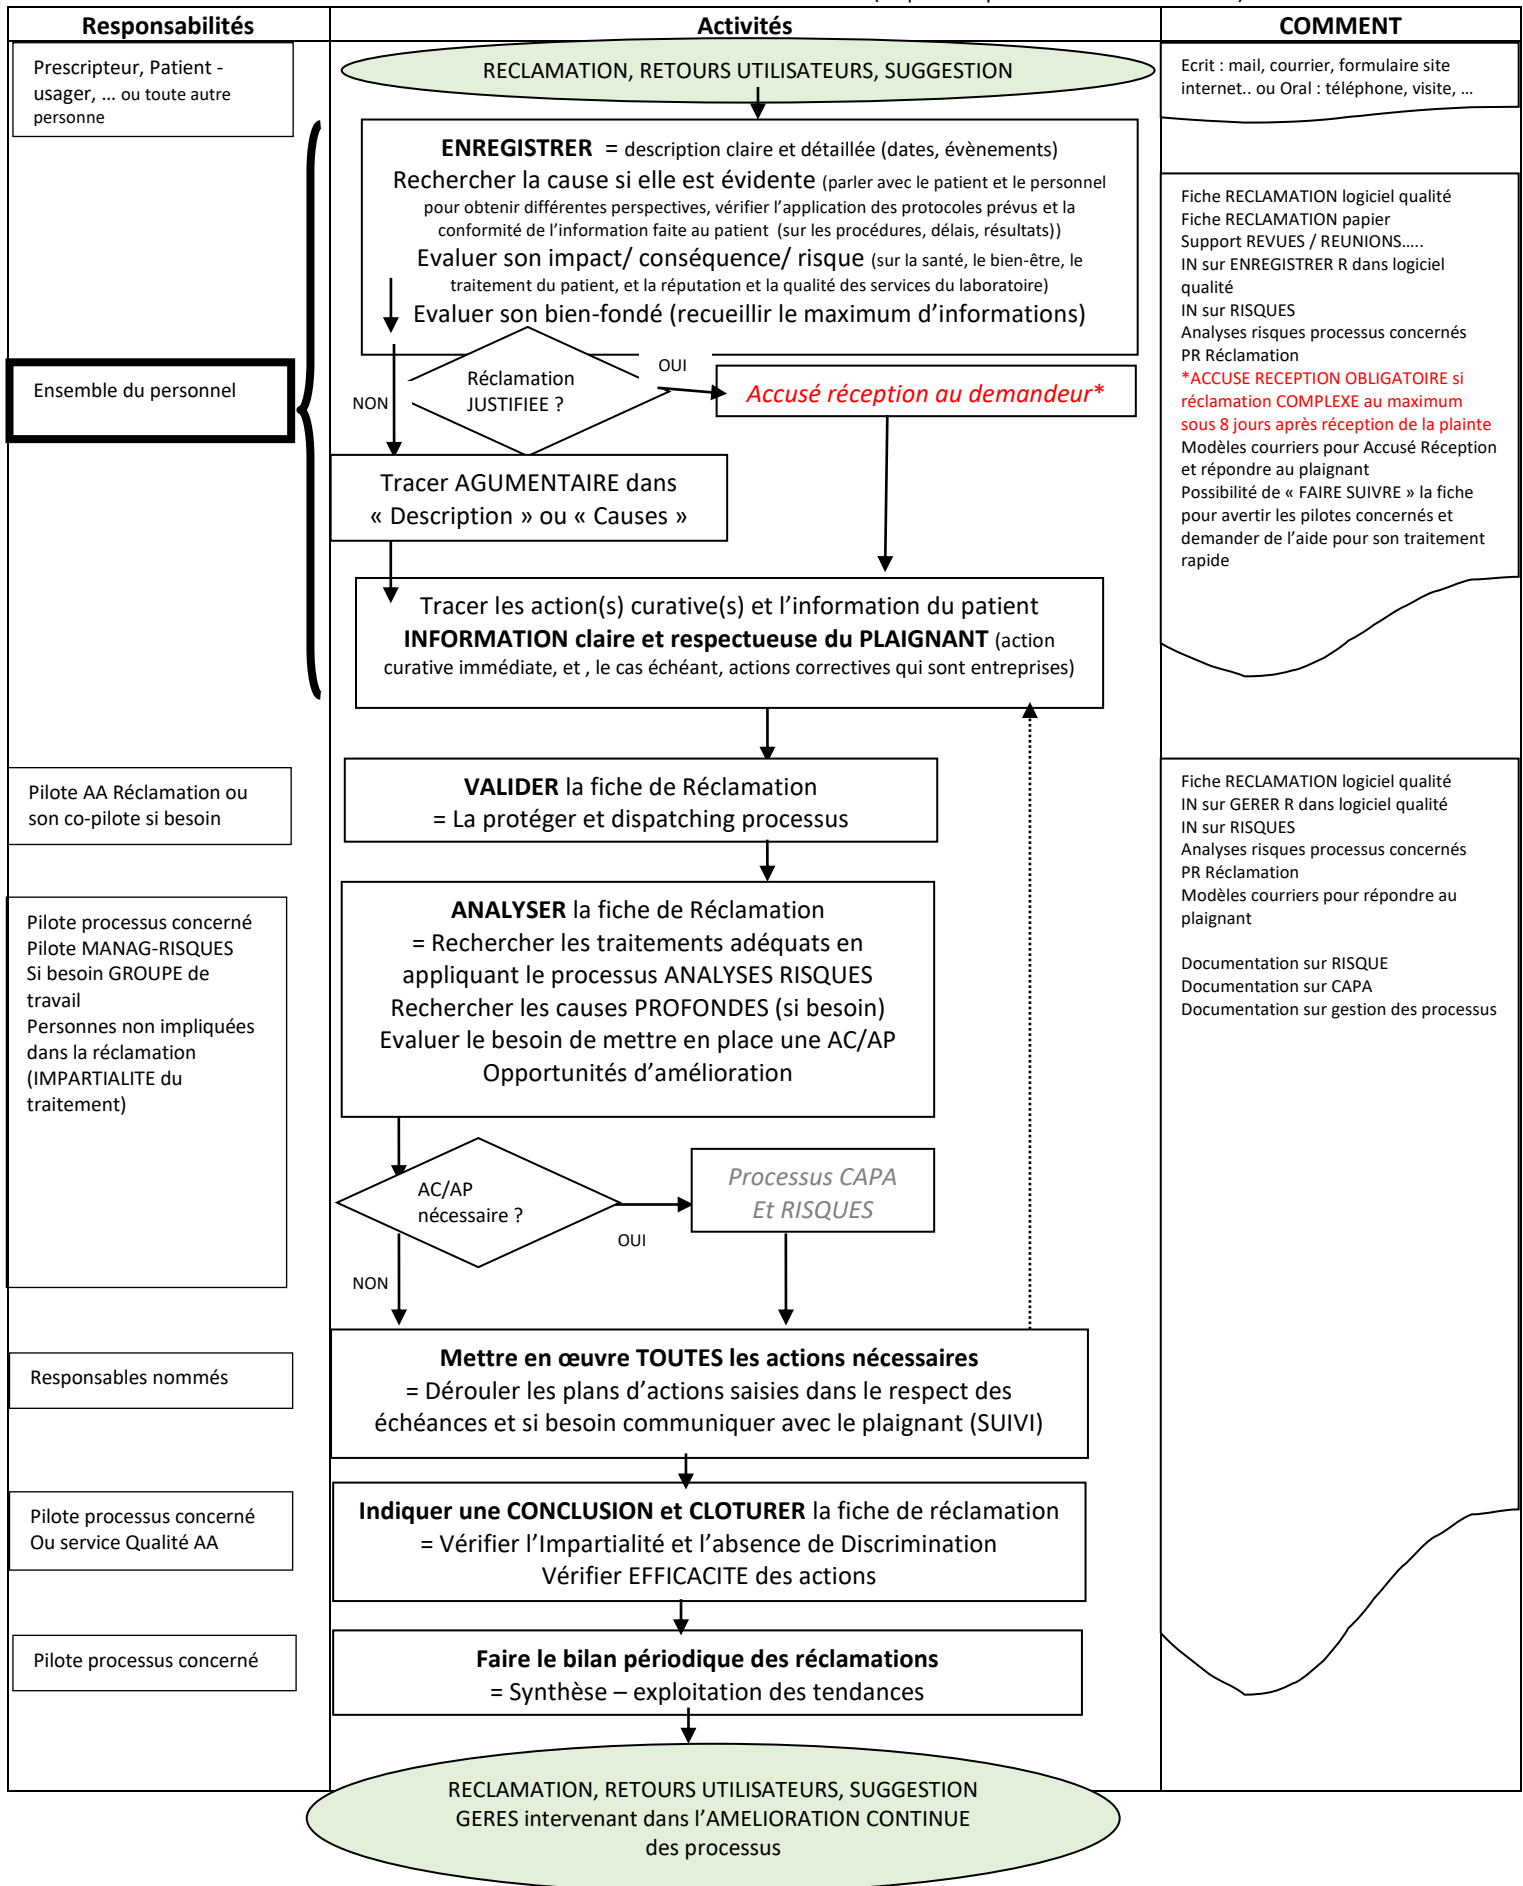 Responsabilités
Activités
COMMENT
Prescripteur, Patient -
usager, ... ou toute autre
personne
RECLAMATION, RETOURS UTILISATEURS, SUGGESTION
Ecrit : mail, courrier, formulaire site
internet.. ou Oral : téléphone, visite, ...
ENREGISTRER = description claire et détaillée (dates, évènements)
Rechercher la cause si elle est évidente (parler avec le patient et le personnel
pour obtenir différentes perspectives, vérifier l’application des protocoles prévus et la
conformité de l’information faite au patient (sur les procédures, délais, résultats))
Evaluer son impact/ conséquence/ risque (sur la santé, le bien-être, le
traitement du patient, et la réputation et la qualité des services du laboratoire)
Evaluer son bien-fondé (recueillir le maximum d’informations)
Fiche RECLAMATION logiciel qualité
Fiche RECLAMATION papier
Support REVUES / REUNIONS…..
IN sur ENREGISTRER R dans logiciel
qualité
IN sur RISQUES
Analyses risques processus concernés
PR Réclamation
*ACCUSE RECEPTION OBLIGATOIRE si
réclamation COMPLEXE au maximum
sous 8 jours après réception de la plainte
Modèles courriers pour Accusé Réception
et répondre au plaignant
Possibilité de « FAIRE SUIVRE » la fiche
pour avertir les pilotes concernés et
demander de l’aide pour son traitement
rapide
Ensemble du personnel
Réclamation
JUSTIFIEE ?
OUI
NON
Accusé réception au demandeur*
Tracer AGUMENTAIRE dans
« Description » ou « Causes »
Tracer les action(s) curative(s) et l’information du patient
INFORMATION claire et respectueuse du PLAIGNANT (action
curative immédiate, et , le cas échéant, actions correctives qui sont entreprises)
Pilote AA Réclamation ou
son co-pilote si besoin
VALIDER la fiche de Réclamation
= La protéger et dispatching processus
Fiche RECLAMATION logiciel qualité
IN sur GERER R dans logiciel qualité
IN sur RISQUES
Analyses risques processus concernés
PR Réclamation
Modèles courriers pour répondre au
plaignant
Documentation sur RISQUE
Documentation sur CAPA
Documentation sur gestion des processus
Pilote processus concerné
Pilote MANAG-RISQUES
Si besoin GROUPE de
travail
Personnes non impliquées
dans la réclamation
(IMPARTIALITE du
traitement)
ANALYSER la fiche de Réclamation
= Rechercher les traitements adéquats en
appliquant le processus ANALYSES RISQUES
Rechercher les causes PROFONDES (si besoin)
Evaluer le besoin de mettre en place une AC/AP
Opportunités d’amélioration
AC/AP
nécessaire ?
OUI
NON
Processus CAPA
Et RISQUES
Responsables nommés
Mettre en œuvre TOUTES les actions nécessaires
= Dérouler les plans d’actions saisies dans le respect des
échéances et si besoin communiquer avec le plaignant (SUIVI)
Pilote processus concerné
Ou service Qualité AA
Indiquer une CONCLUSION et CLOTURER la fiche de réclamation
= Vérifier l’Impartialité et l’absence de Discrimination
Vérifier EFFICACITE des actions
Pilote processus concerné
Faire le bilan périodique des réclamations
= Synthèse – exploitation des tendances
RECLAMATION, RETOURS UTILISATEURS, SUGGESTION
GERES intervenant dans l’AMELIORATION CONTINUE
des processus